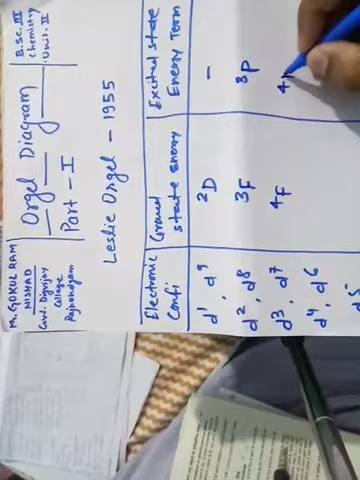 Mr. GOKUL RAM
NISHAD
Govt. Digvijay
College
Rajnandgaon
Orgel Diagram
Part - I
B.Sc. III
Chemistry
Unit. II
Leslie Orgel - 1955
Electronic Confi
Ground state energy
Excited state Energy Term
d1, d9
2D
-
d2, d8
3F
3P
d3, d7
4F
4
d4, d6
d5